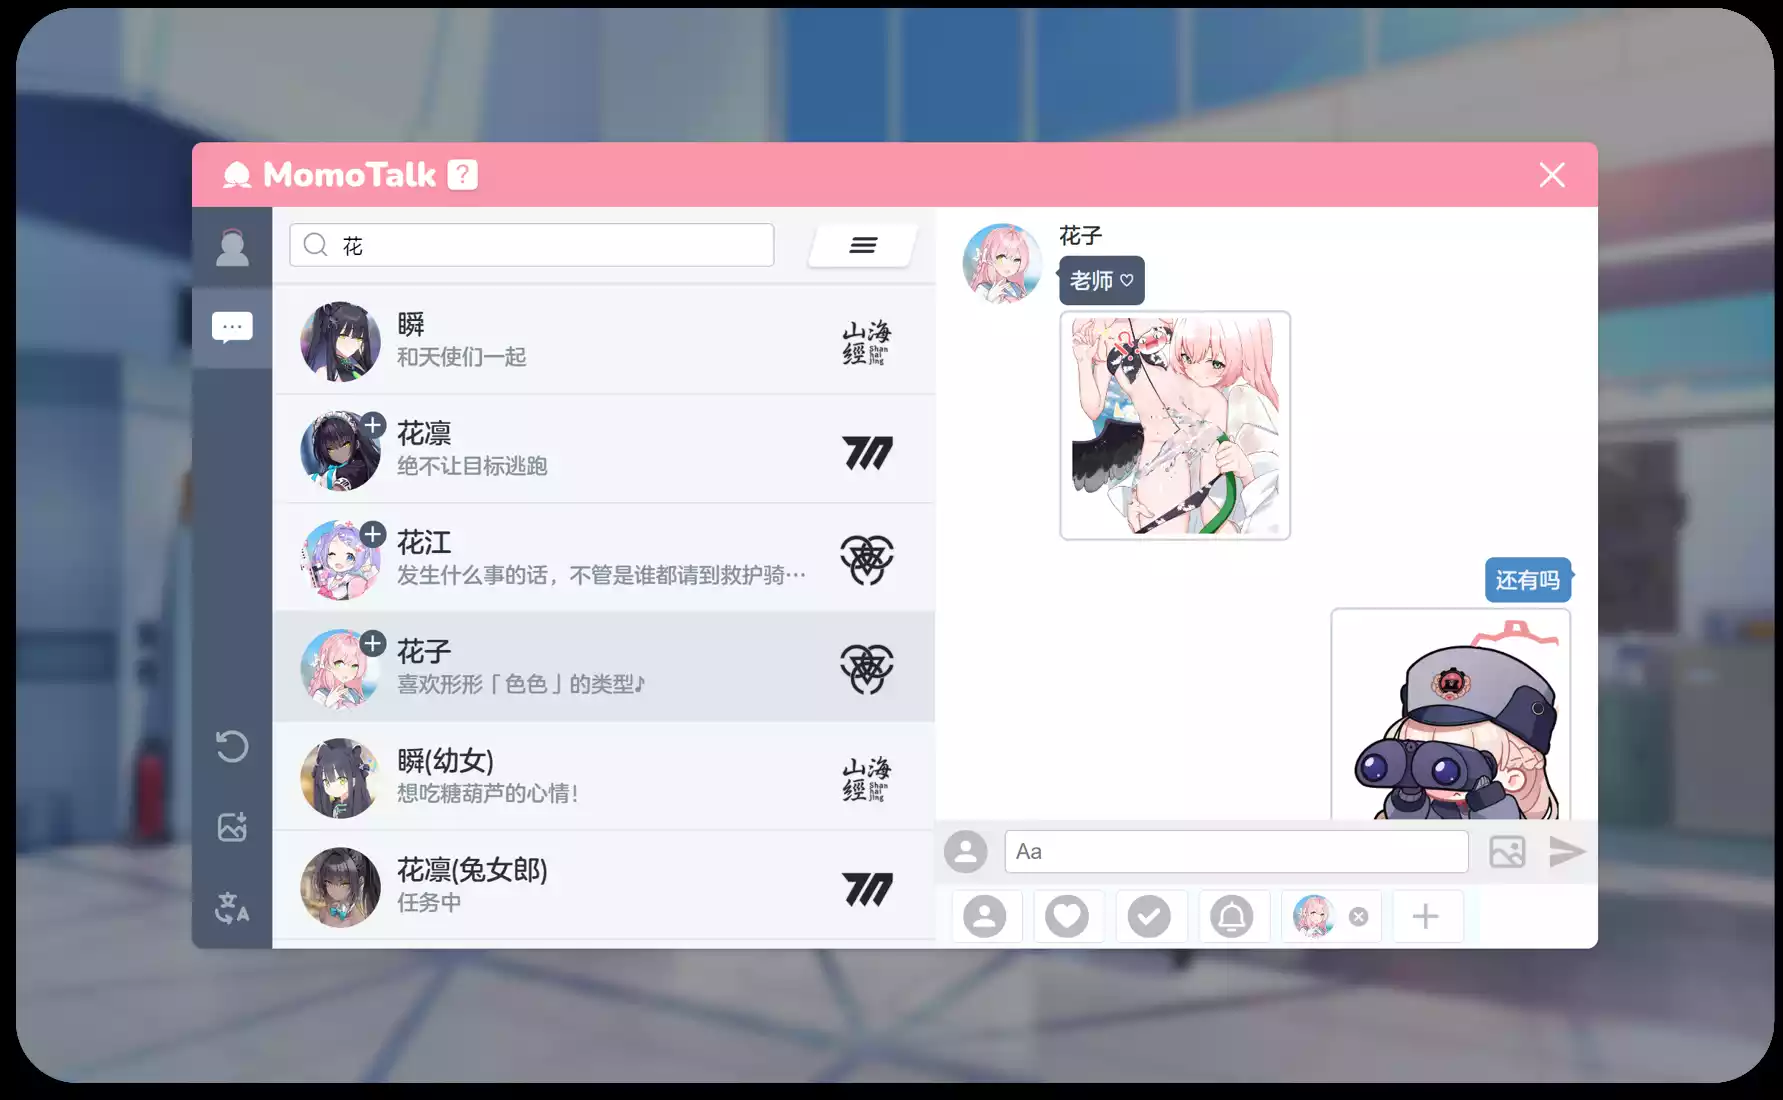 MomoTalk ?
花
瞬
和天使们一起
山海經 Shan hai jing
花凛
绝不让目标逃跑
花江
发生什么事的话，不管是谁都请到救护骑…
花子
喜欢彤彤「色色」的类型♪
瞬(幼女)
想吃糖葫芦的心情！
山海經 Shan hai jing
花凛(兔女郎)
任务中
花子
老师♡
还有吗
Aa